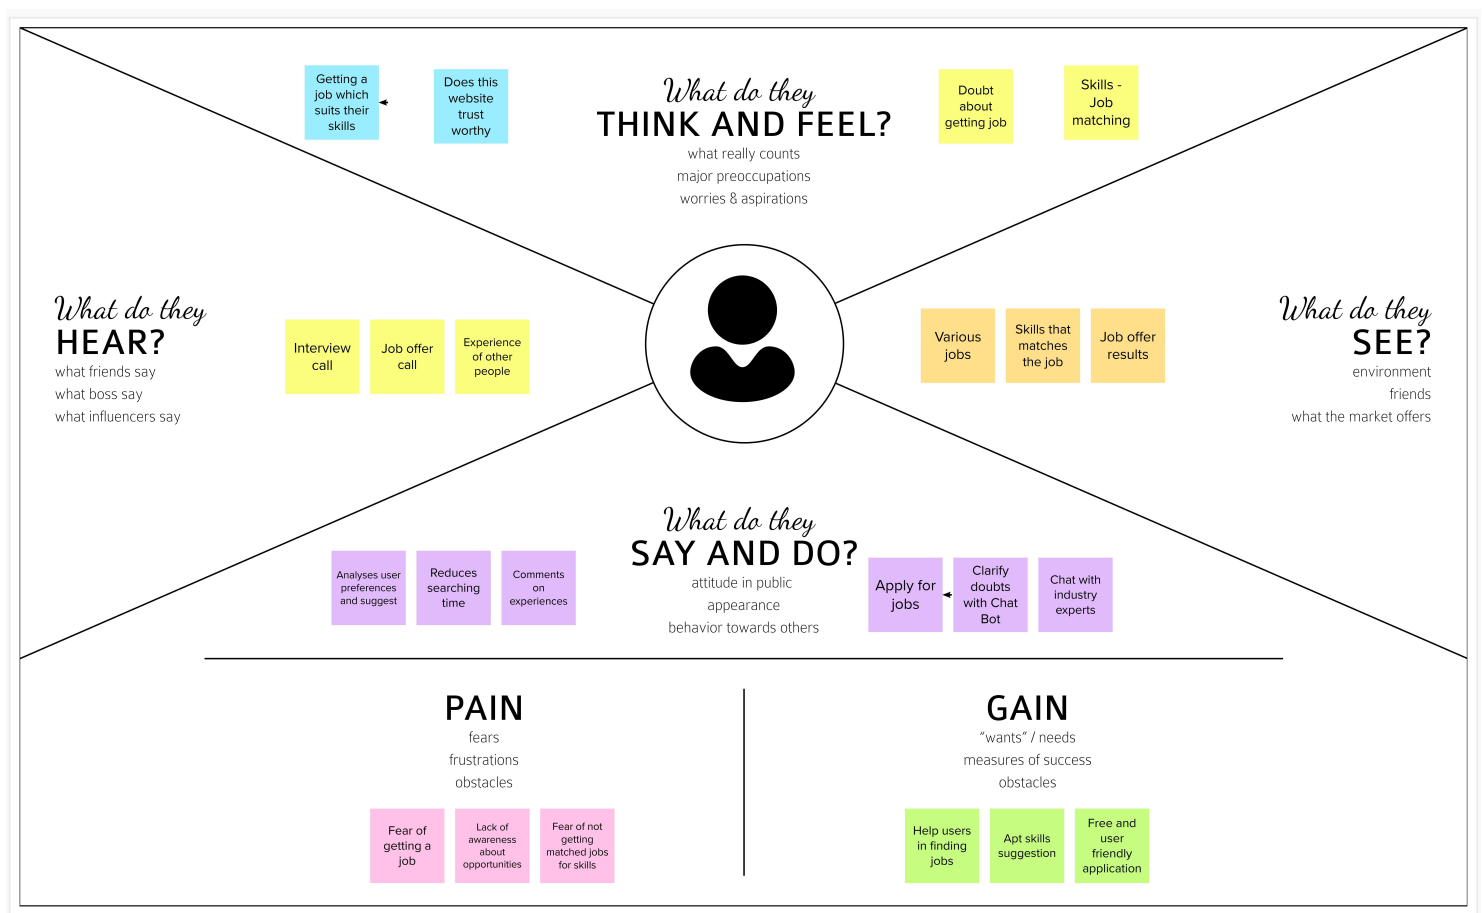 Getting a
job which
suits their
skills
Does this
website
trust
worthy
What do they
THINK AND FEEL?
what really counts
major preoccupations
worries & aspirations
Doubt
about
getting job
Skills -
Job
matching
What do they
HEAR?
what friends say
what boss say
what influencers say
Interview
call
Job offer
call
Experience
of other
people
Various
jobs
Skills that
matches
the job
Job offer
results
What do they
SEE?
environment
friends
what the market offers
Analyses user
preferences
and suggest
Reduces
searching
time
Comments
on
experiences
What do they
SAY AND DO?
attitude in public
appearance
behavior towards others
Apply for
jobs
Clarify
doubts
with Chat
Bot
Chat with
industry
experts
PAIN
fears
frustrations
obstacles
Fear of
getting a
job
Lack of
awareness
about
opportunities
Fear of not
getting
matched jobs
for skills
GAIN
“wants” / needs
measures of success
obstacles
Help users
in finding
jobs
Apt skills
suggestion
Free and
user
friendly
application